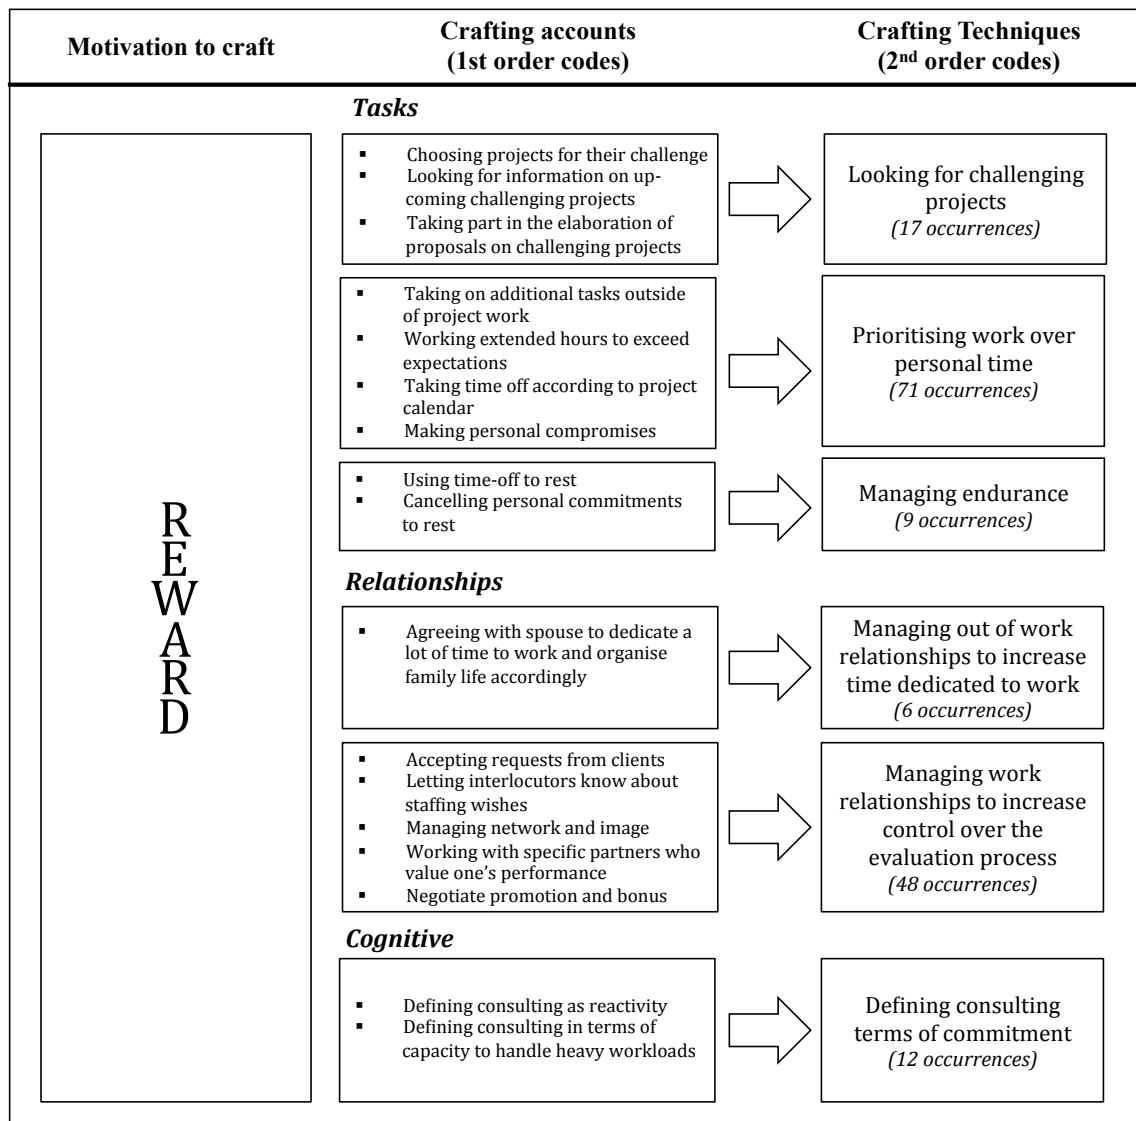 Motivation to craft
Crafting accounts
(1st order codes)
Crafting Techniques
(2nd order codes)
REWARD
Tasks
▪ Choosing projects for their challenge
▪ Looking for information on up-
coming challenging projects
▪ Taking part in the elaboration of
proposals on challenging projects
Looking for challenging
projects
(17 occurrences)
▪ Taking on additional tasks outside
of project work
▪ Working extended hours to exceed
expectations
▪ Taking time off according to project
calendar
▪ Making personal compromises
Prioritising work over
personal time
(71 occurrences)
▪ Using time-off to rest
▪ Cancelling personal commitments
to rest
Managing endurance
(9 occurrences)
Relationships
▪ Agreeing with spouse to dedicate a
lot of time to work and organise
family life accordingly
Managing out of work
relationships to increase
time dedicated to work
(6 occurrences)
▪ Accepting requests from clients
▪ Letting interlocutors know about
staffing wishes
▪ Managing network and image
▪ Working with specific partners who
value one's performance
▪ Negotiate promotion and bonus
Managing work
relationships to increase
control over the
evaluation process
(48 occurrences)
Cognitive
▪ Defining consulting as reactivity
▪ Defining consulting in terms of
capacity to handle heavy workloads
Defining consulting
terms of commitment
(12 occurrences)